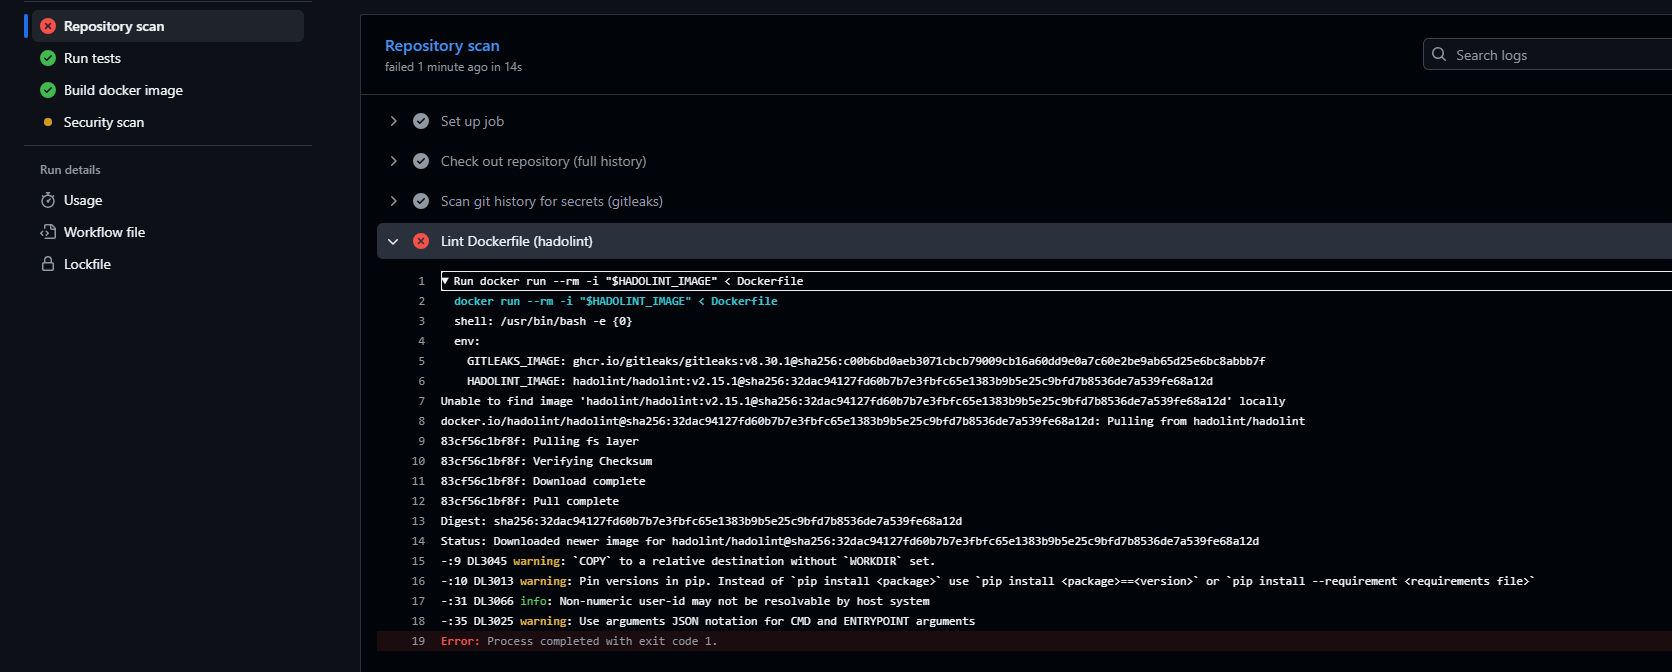 Repository scan
Run tests
Build docker image
Security scan
Run details
Usage
Workflow file
Lockfile
Repository scan
failed 1 minute ago in 14s
Search logs
Set up job
Check out repository (full history)
Scan git history for secrets (gitleaks)
Lint Dockerfile (hadolint)
1 ▼ Run docker run --rm -i "$HADOLINT_IMAGE" < Dockerfile
2 docker run --rm -i "$HADOLINT_IMAGE" < Dockerfile
3 shell: /usr/bin/bash -e {0}
4 env:
5 GITLEAKS_IMAGE: ghcr.io/gitleaks/gitleaks:v8.30.1@sha256:c00b6bd0aeb3071cbcb79009cb16a60dd9e0a7c60e2be9ab65d25e6bc8abbb7f
6 HADOLINT_IMAGE: hadolint/hadolint:v2.15.1@sha256:32dac94127fd60b7b7e3fbfc65e1383b9b5e25c9bfd7b8536de7a539fe68a12d
7 Unable to find image 'hadolint/hadolint:v2.15.1@sha256:32dac94127fd60b7b7e3fbfc65e1383b9b5e25c9bfd7b8536de7a539fe68a12d' locally
8 docker.io/hadolint/hadolint@sha256:32dac94127fd60b7b7e3fbfc65e1383b9b5e25c9bfd7b8536de7a539fe68a12d: Pulling from hadolint/hadolint
9 83cf56c1bf8f: Pulling fs layer
10 83cf56c1bf8f: Verifying Checksum
11 83cf56c1bf8f: Download complete
12 83cf56c1bf8f: Pull complete
13 Digest: sha256:32dac94127fd60b7b7e3fbfc65e1383b9b5e25c9bfd7b8536de7a539fe68a12d
14 Status: Downloaded newer image for hadolint/hadolint@sha256:32dac94127fd60b7b7e3fbfc65e1383b9b5e25c9bfd7b8536de7a539fe68a12d
15 -:9 DL3045 warning: `COPY` to a relative destination without `WORKDIR` set.
16 -:10 DL3013 warning: Pin versions in pip. Instead of `pip install <package>` use `pip install <package>==<version>` or `pip install --requirement <requirements file>`
17 -:31 DL3066 info: Non-numeric user-id may not be resolvable by host system
18 -:35 DL3025 warning: Use arguments JSON notation for CMD and ENTRYPOINT arguments
19 Error: Process completed with exit code 1.